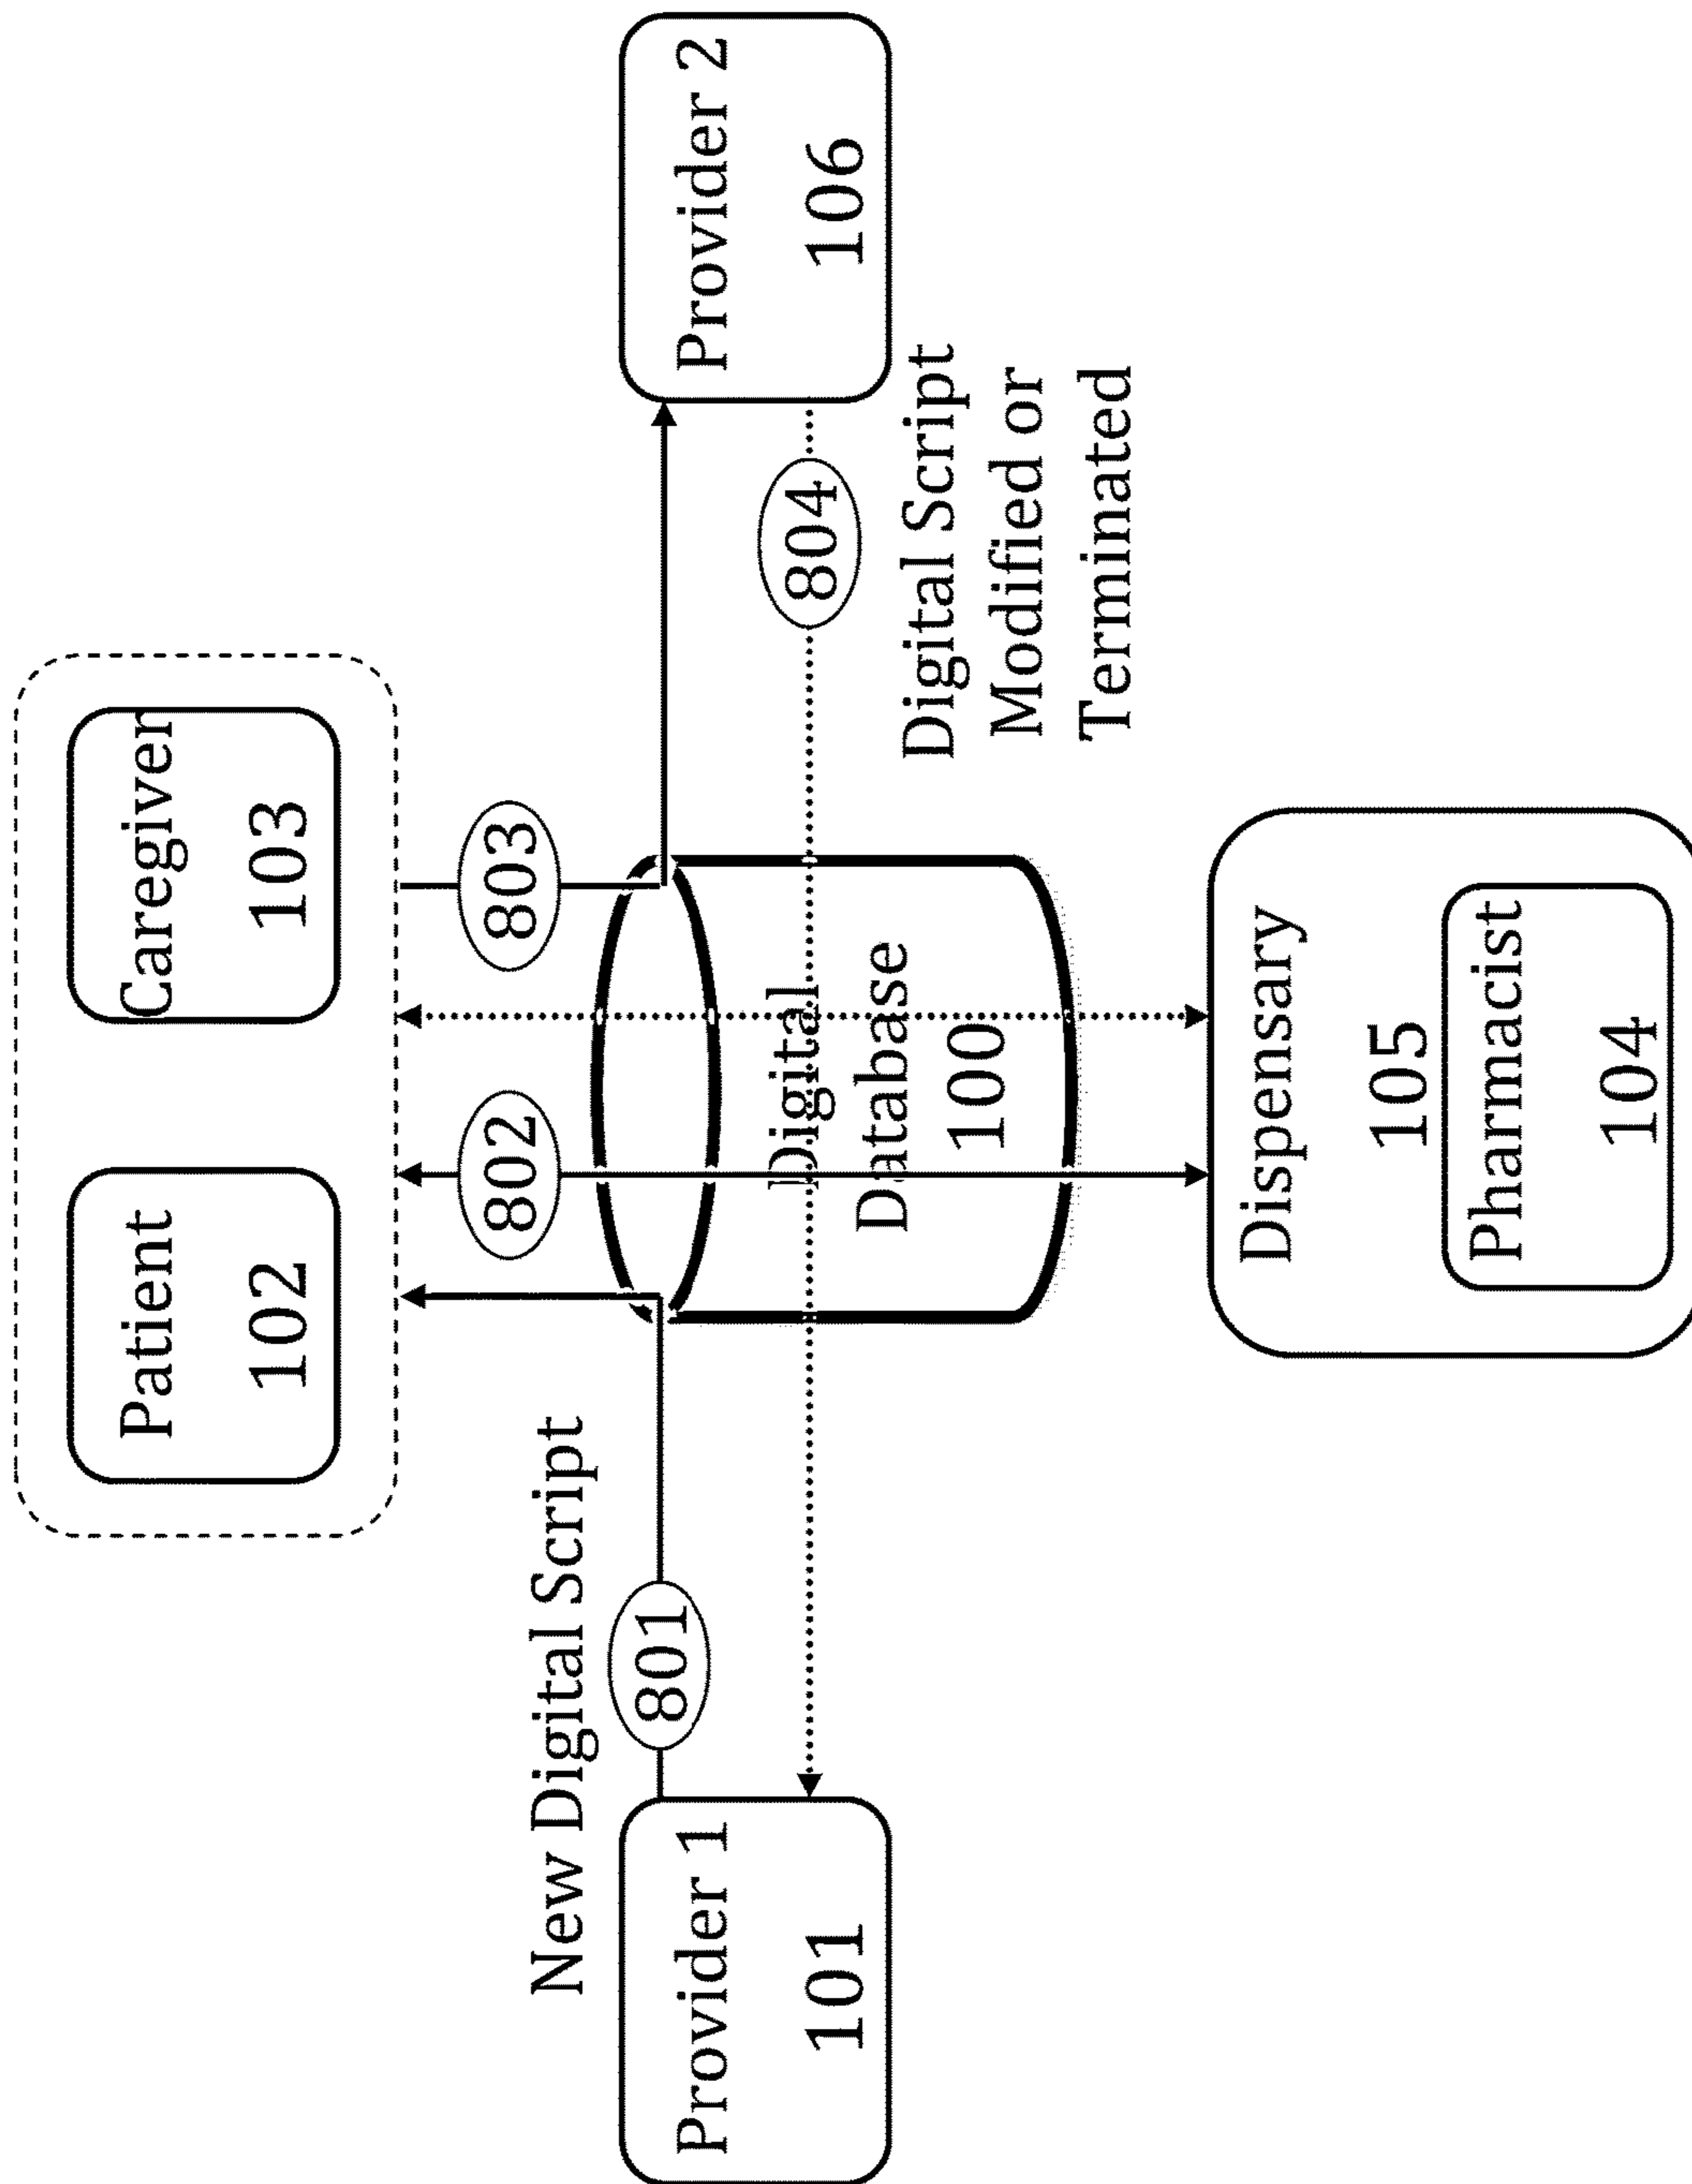 Patient
102
Caregiver
103
New Digital Script
802
803
801
Provider 1
101
Digital
Database
100
804
Provider 2
106
Digital Script
Modified or
Terminated
Dispensary
105
Pharmacist
104